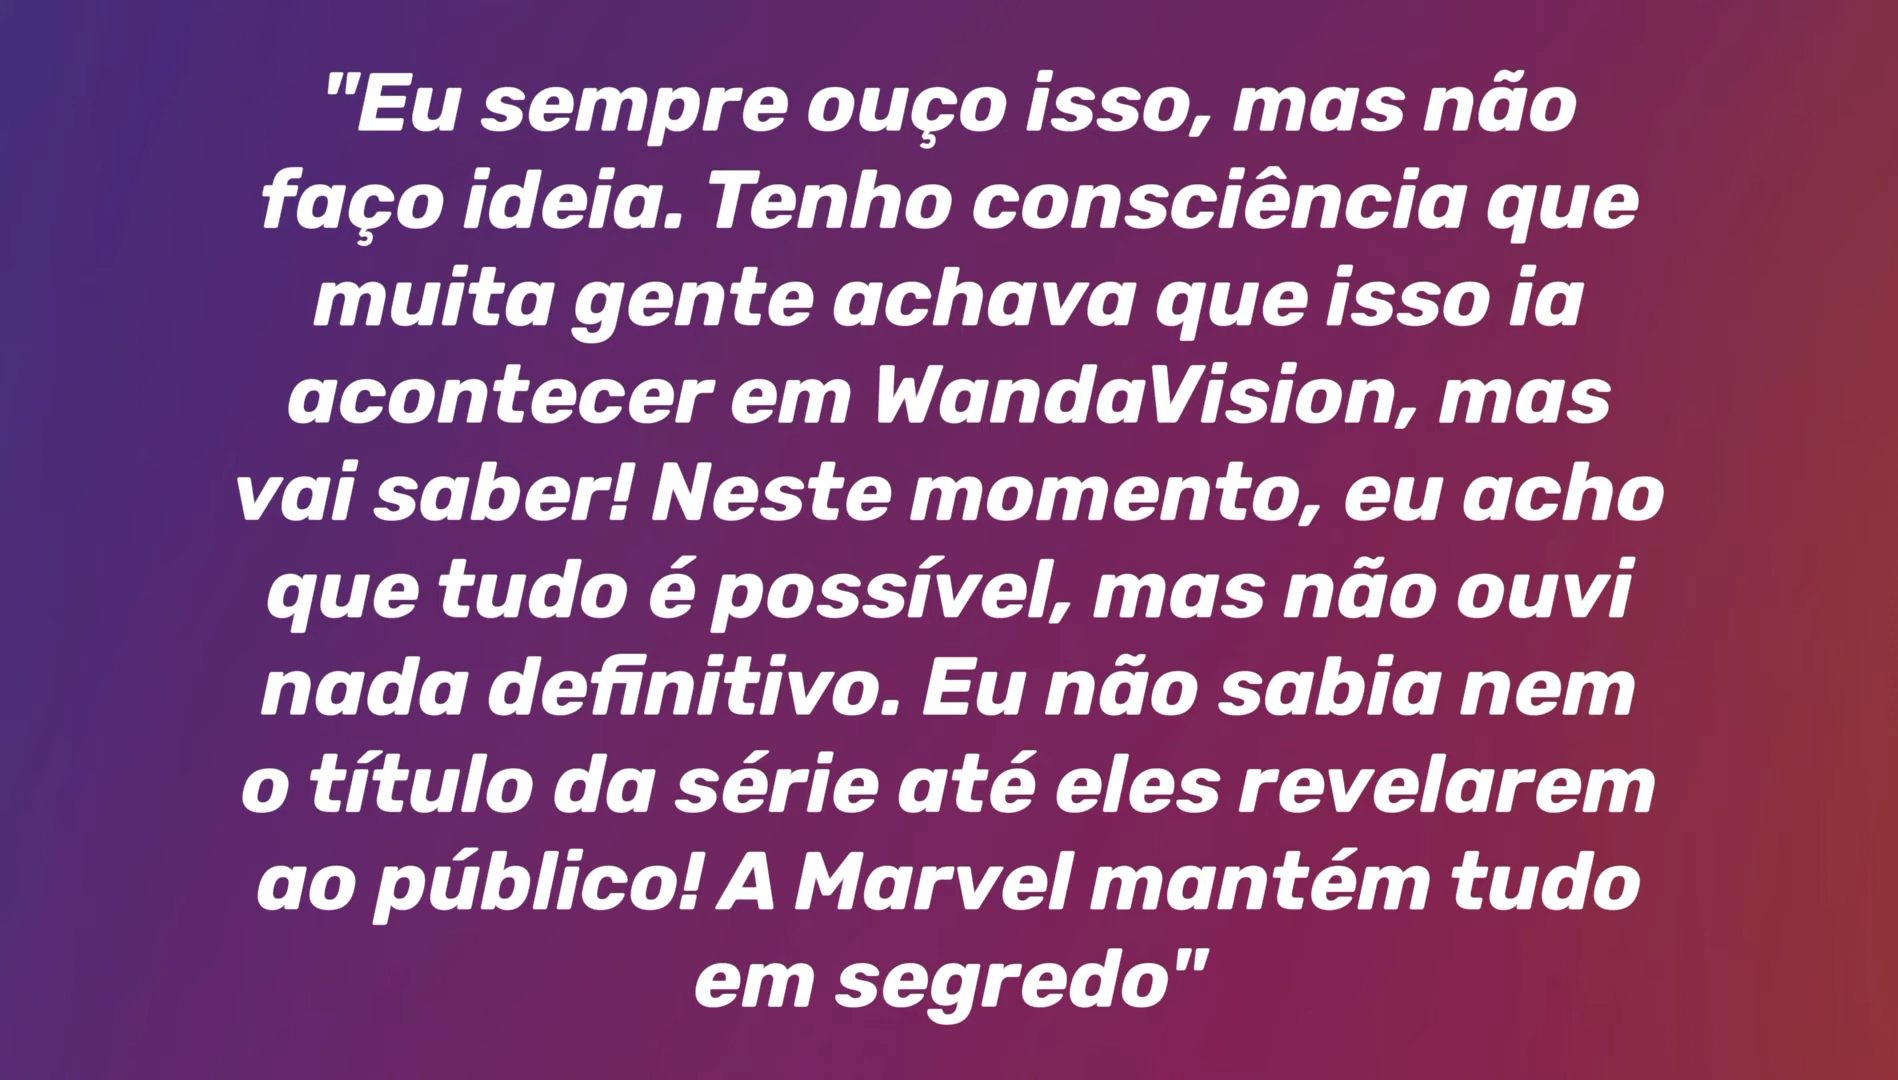 "Eu sempre ouço isso, mas não
faço ideia. Tenho consciência que
muita gente achava que isso ia
acontecer em WandaVision, mas
vai saber! Neste momento, eu acho
que tudo é possível, mas não ouvi
nada definitivo. Eu não sabia nem
o título da série até eles revelarem
ao público! A Marvel mantém tudo
em segredo"